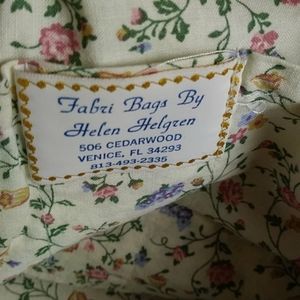 Fabri Bags By
Helen Helgren
506 CEDARWOOD
VENICE, FL 34293
813-493-2335